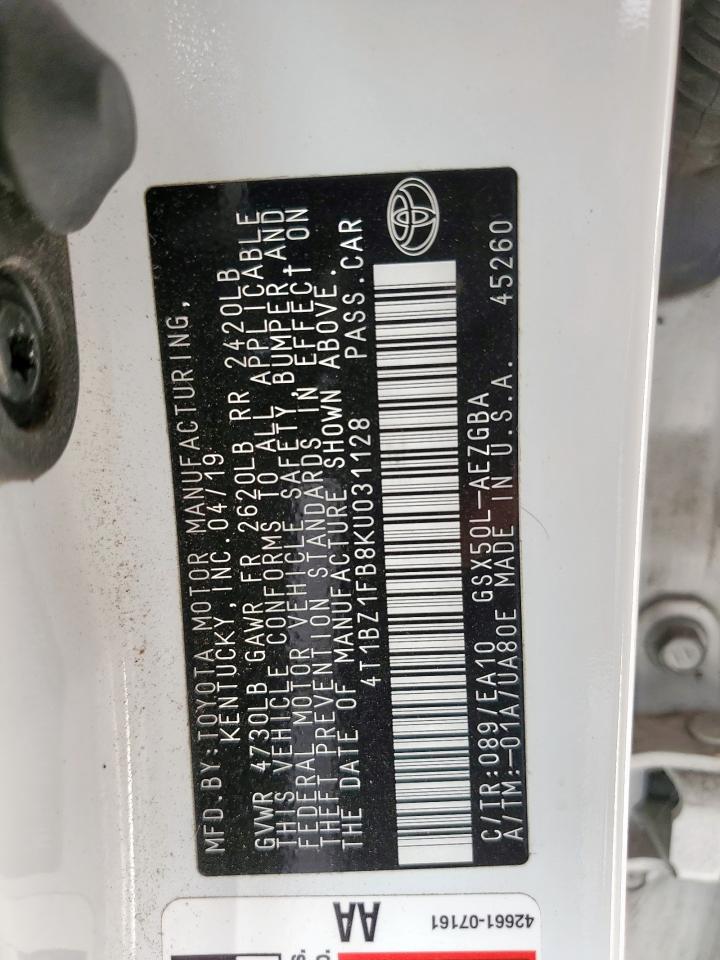 MFD.BY:TOYOTA MOTOR MANUFACTURING,
KENTUCKY,INC.04/19
GVWR 4730LB GAWR FR 2620LB RR 2420LB
THIS VEHICLE CONFORMS TO ALL APPLICABLE
FEDERAL MOTOR VEHICLE SAFETY, BUMPER, AND
THEFT PREVENTION STANDARDS IN EFFECT ON
THE DATE OF MANUFACTURE SHOWN ABOVE.
4T1BZ1FB8KU031128 PASS.CAR
C/TR:089/EA10 GSX50L-AEZGBA
A/TM:-01A/UA80E MADE IN U.S.A. 45260
AA
42661-07161